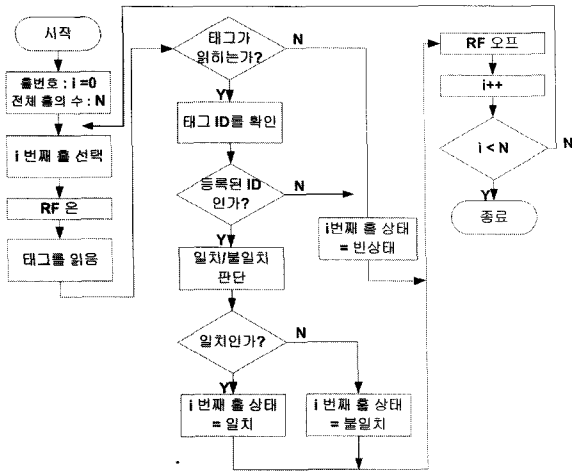 시작
홀번호 : i =0
전체 홀의 수 : N
i 번째 홀 선택
RF 온
태그를 읽음
태그가
읽히는가?
N
Y
태그 ID를 확인
등록된 ID
인가?
N
Y
일치/불일치
판단
i번째 홀 상태
= 빈상태
일치인가?
N
Y
i 번째 홀 상태
= 일치
i 번째 홀 상태
= 불일치
RF 오프
i++
i < N
N
Y
종료